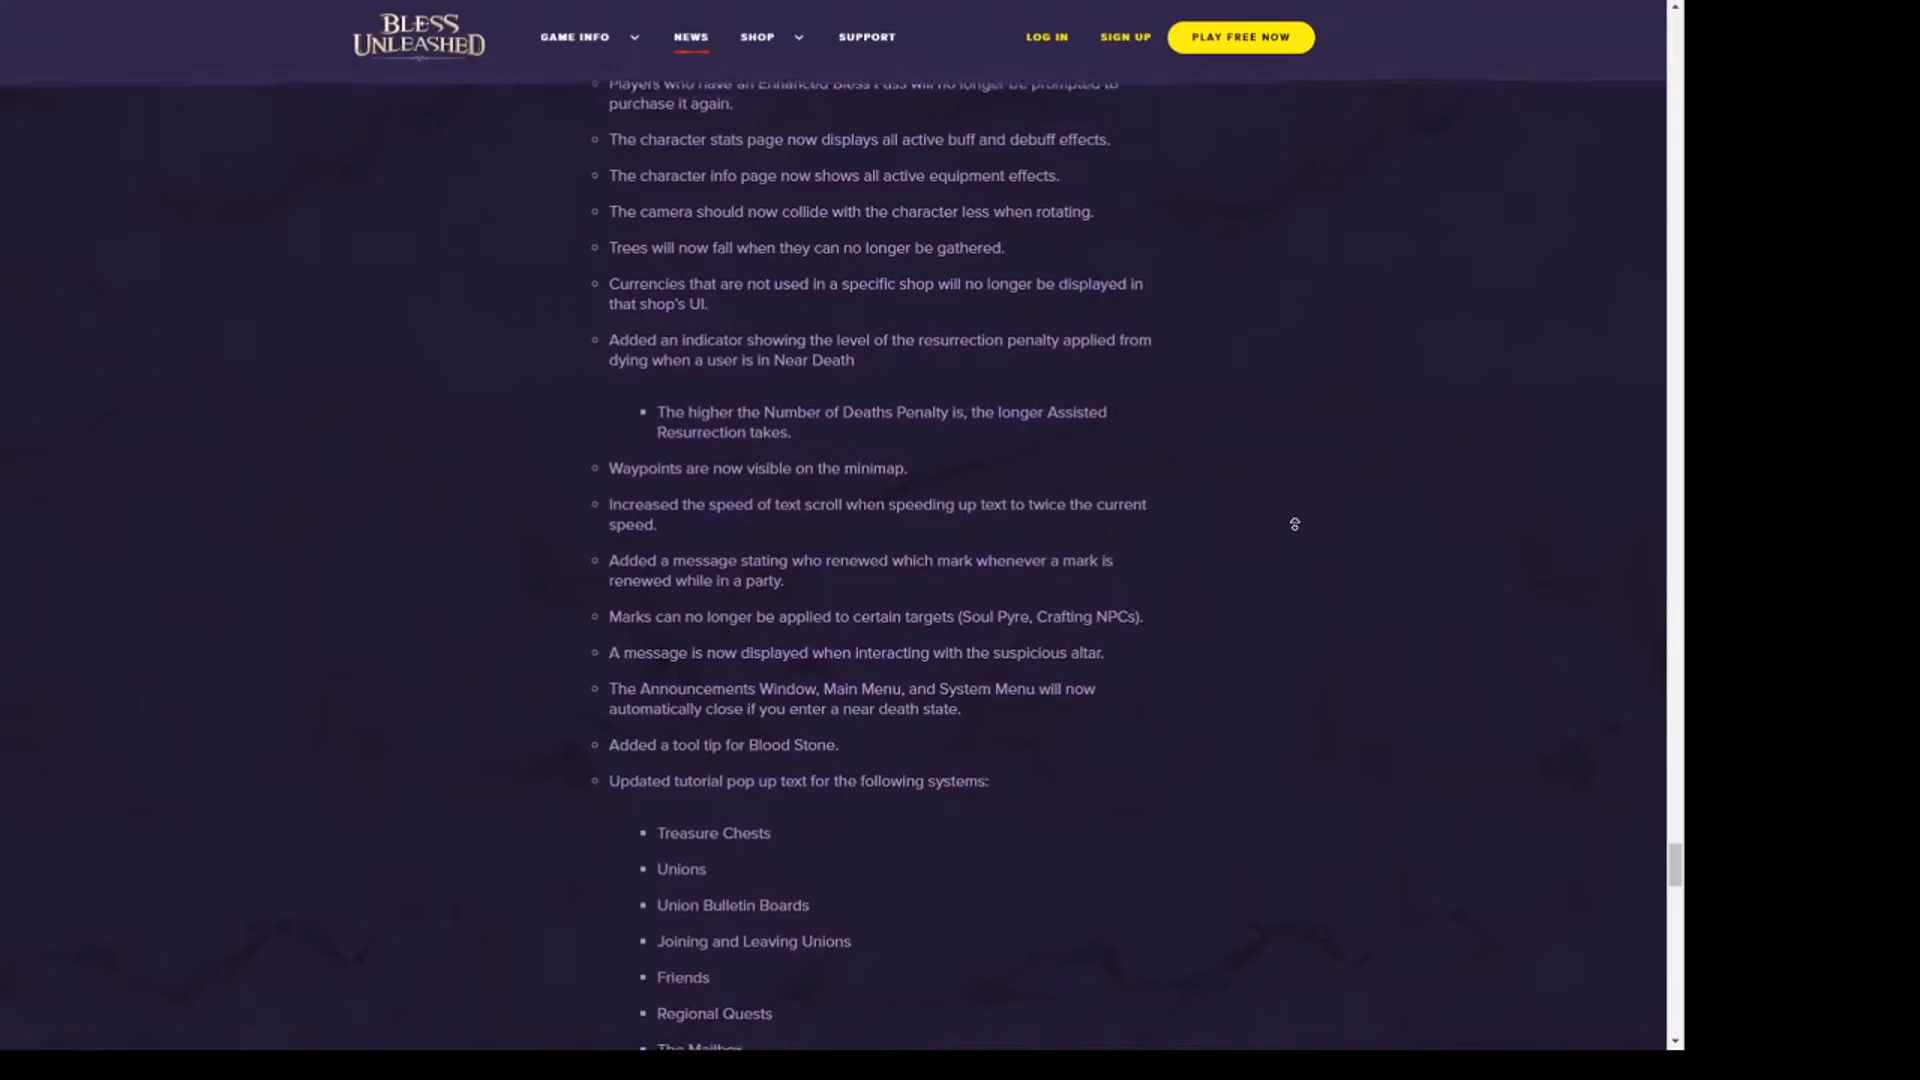 BLESS
UNLEASHED
GAME INFO
NEWS
SHOP
SUPPORT
LOG IN
SIGN UP
PLAY FREE NOW
Players who have an Enhanced Bless Pass will no longer be prompted to
purchase it again.
The character stats page now displays all active buff and debuff effects.
The character info page now shows all active equipment effects.
The camera should now collide with the character less when rotating.
Trees will now fall when they can no longer be gathered.
Currencies that are not used in a specific shop will no longer be displayed in
that shop's UI.
Added an indicator showing the level of the resurrection penalty applied from
dying when a user is in Near Death
The higher the Number of Deaths Penalty is, the longer Assisted
Resurrection takes.
Waypoints are now visible on the minimap.
Increased the speed of text scroll when speeding up text to twice the current
speed.
Added a message stating who renewed which mark whenever a mark is
renewed while in a party.
Marks can no longer be applied to certain targets (Soul Pyre, Crafting NPCs).
A message is now displayed when interacting with the suspicious altar.
The Announcements Window, Main Menu, and System Menu will now
automatically close if you enter a near death state.
Added a tool tip for Blood Stone.
Updated tutorial pop up text for the following systems:
Treasure Chests
Unions
Union Bulletin Boards
Joining and Leaving Unions
Friends
Regional Quests
The Mailbox